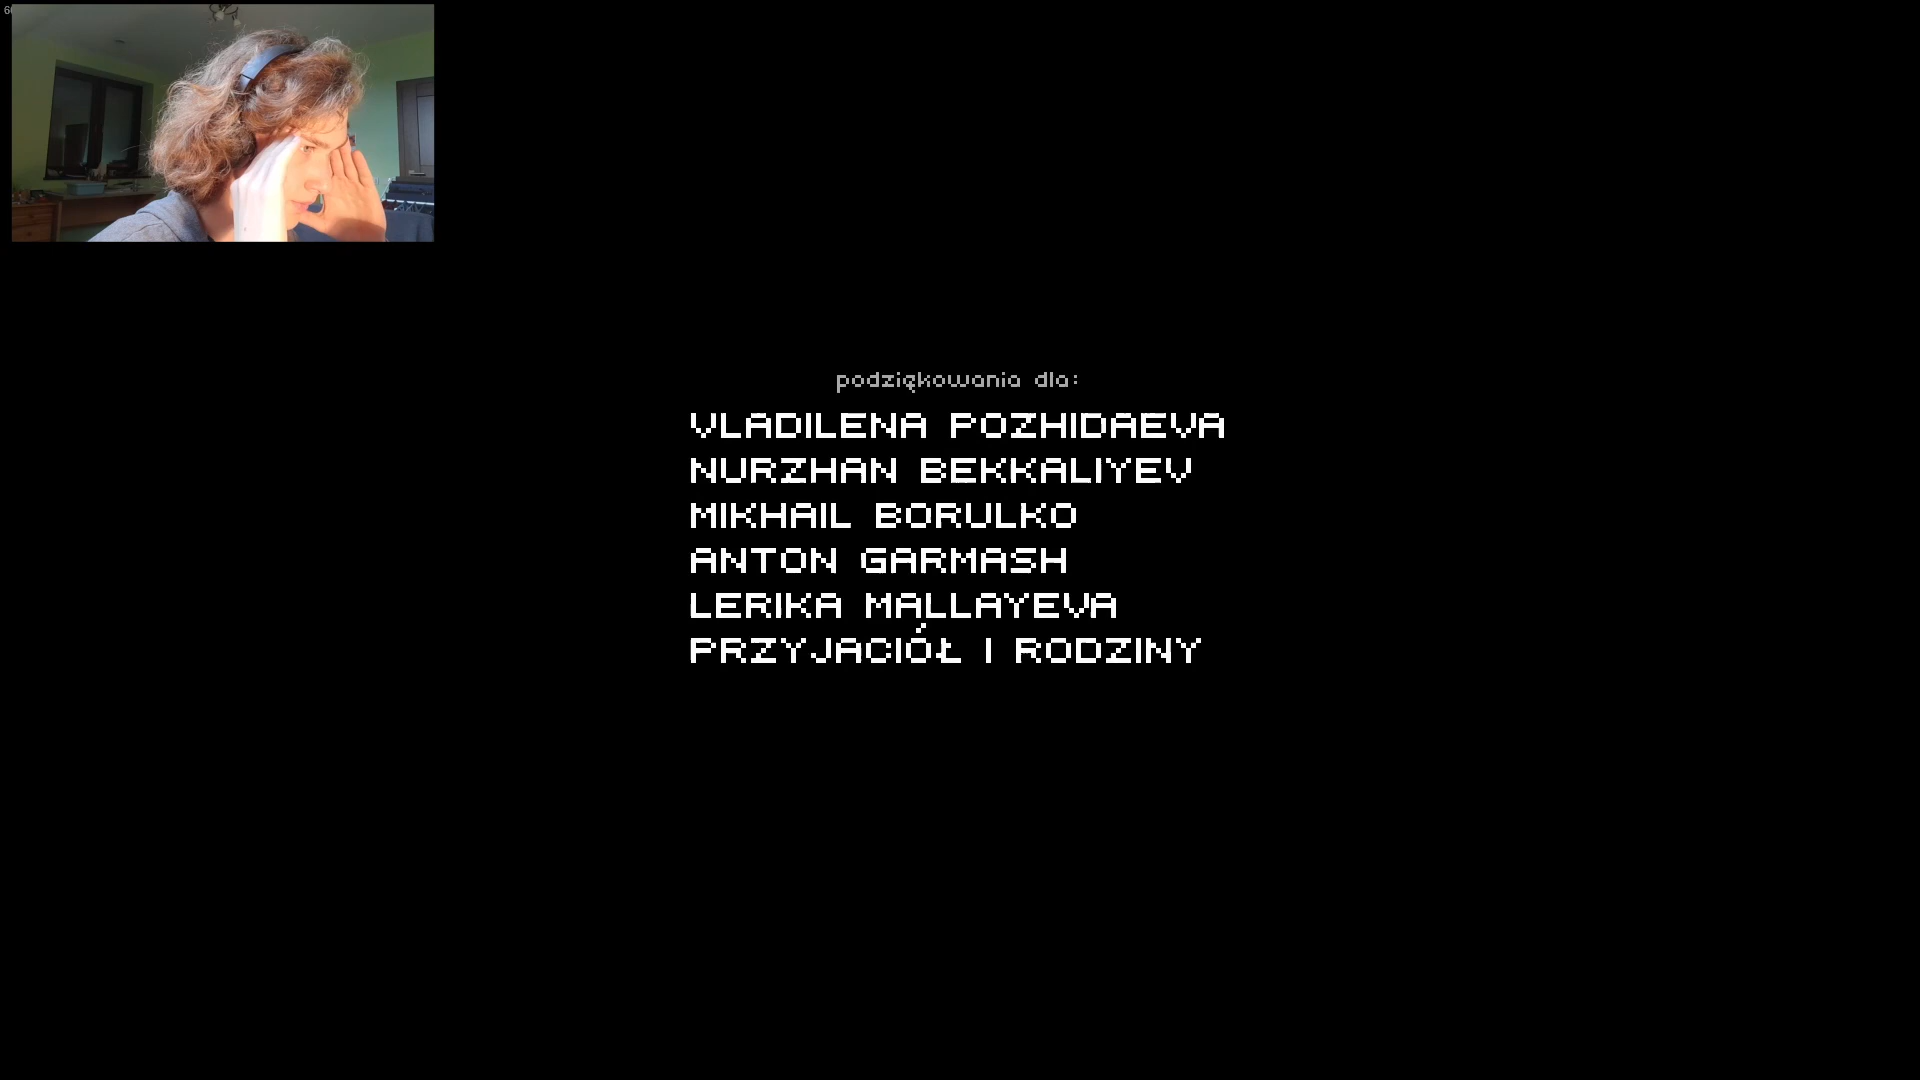 podziękowania dla:
VLADILENA POZHIDAEVA
NURZHAN BEKKALIYEV
MIKHAIL BORULKO
ANTON GARMASH
LERIKA MALLAYEVA
PRZYJACIÓŁ I RODZINY